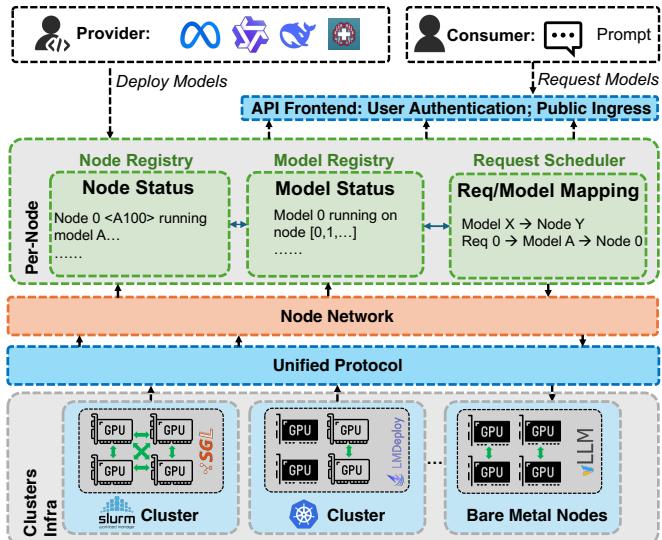 Provider:
Consumer:
Prompt
Deploy Models
Request Models
API Frontend: User Authentication; Public Ingress
Per-Node
Node Registry
Model Registry
Request Scheduler
Node Status
Node 0 <A100> running
model A…
……
Model Status
Model 0 running on
node [0,1,…]
……
Req/Model Mapping
Model X → Node Y
Req 0 → Model A → Node 0
Node Network
Unified Protocol
Clusters
Infra
GPU
GPU
GPU
GPU
SGL
slurm
workload manager
Cluster
GPU
GPU
GPU
GPU
LMDeploy
Cluster
...
GPU
GPU
GPU
GPU
vLLM
Bare Metal Nodes